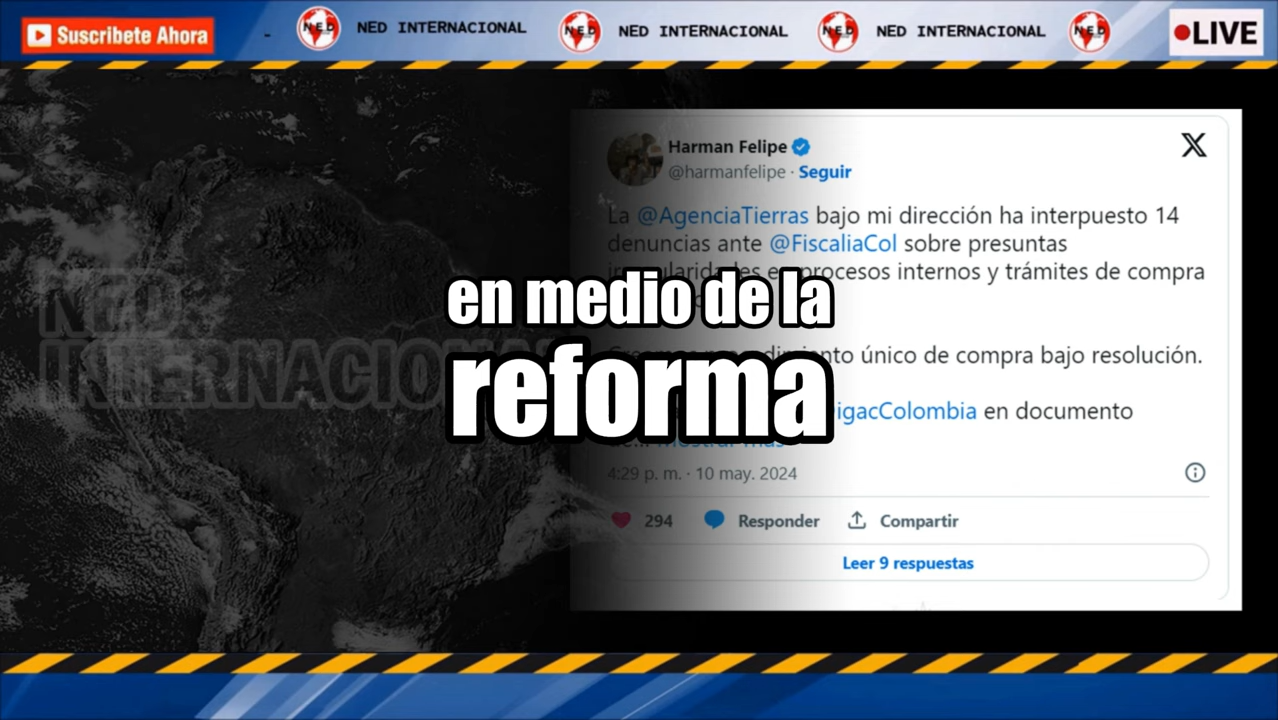 Suscribete Ahora
NED INTERNACIONAL
NED INTERNACIONAL
NED INTERNACIONAL
LIVE
Harman Felipe
@harmanfelipe · Seguir
La @AgenciaTierras bajo mi dirección ha interpuesto 14
denuncias ante @FiscaliaCol sobre presuntas
procesos internos y trámites de compra
en medio de la
único de compra bajo resolución.
reforma
igacColombia en documento
4:29 p. m. · 10 may. 2024
294 Responder Compartir
Leer 9 respuestas
NED
INTERNACIONAL